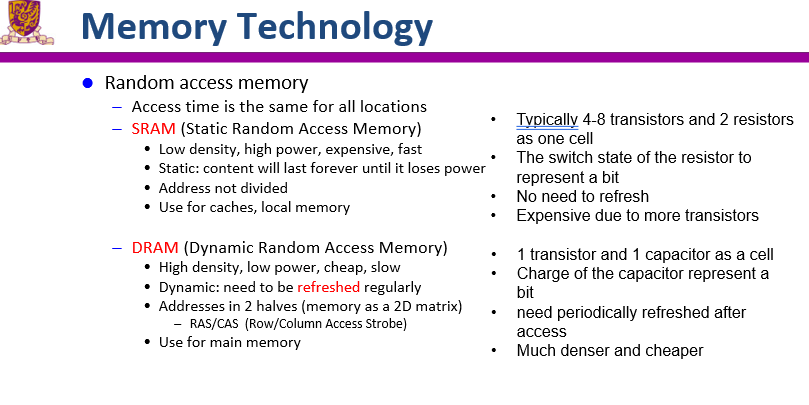 Memory Technology
● Random access memory
– Access time is the same for all locations
– SRAM (Static Random Access Memory)
• Low density, high power, expensive, fast
• Static: content will last forever until it loses power
• Address not divided
• Use for caches, local memory
– DRAM (Dynamic Random Access Memory)
• High density, low power, cheap, slow
• Dynamic: need to be refreshed regularly
• Addresses in 2 halves (memory as a 2D matrix)
– RAS/CAS (Row/Column Access Strobe)
• Use for main memory
• Typically 4-8 transistors and 2 resistors
as one cell
• The switch state of the resistor to
represent a bit
• No need to refresh
• Expensive due to more transistors
• 1 transistor and 1 capacitor as a cell
• Charge of the capacitor represent a
bit
• need periodically refreshed after
access
• Much denser and cheaper